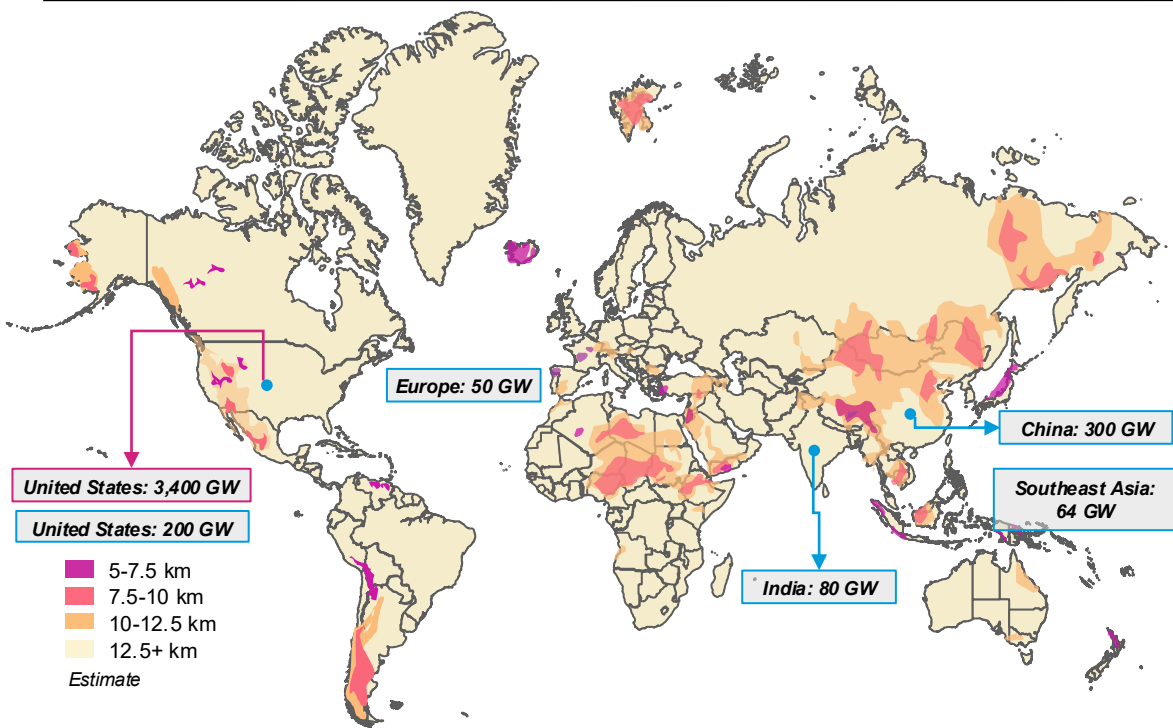 Europe: 50 GW
China: 300 GW
United States: 3,400 GW
Southeast Asia:
64 GW
United States: 200 GW
India: 80 GW
5-7.5 km
7.5-10 km
10-12.5 km
12.5+ km
Estimate